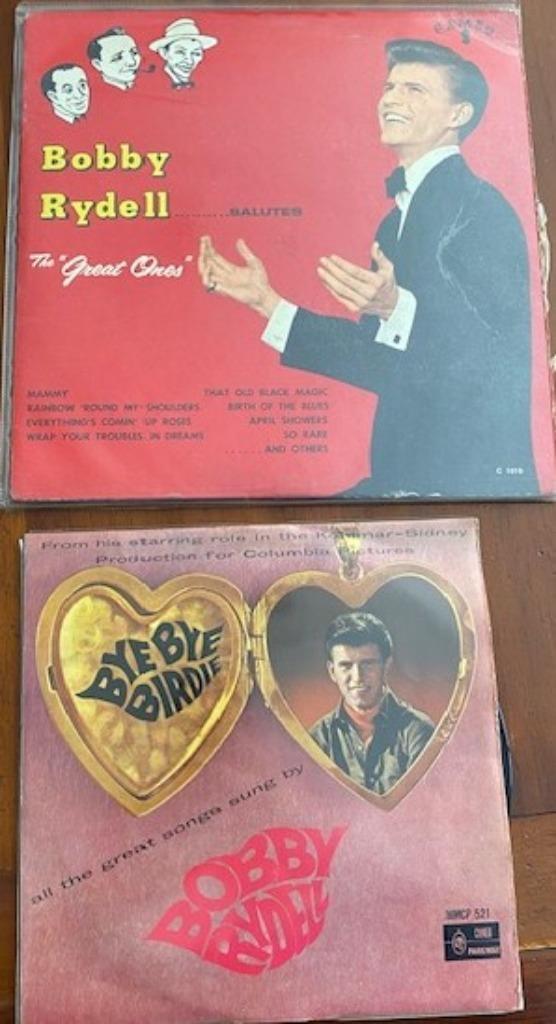 CAMEO
Bobby
Rydell..........SALUTES
The "Great Ones"
MAMMY THAT OLD BLACK MAGIC
RAINBOW 'ROUND MY SHOULDERS BIRTH OF THE BLUES
EVERYTHING'S COMIN' UP ROSES APRIL SHOWERS
WRAP YOUR TROUBLES IN DREAMS SO RARE
.......AND OTHERS
C 1010
From his starring role in the Sidney
Production for Columbia Pictures
BYE BYE
BIRDIE
all the great songs sung by
BOBBY
RYDELL
521
CAMEO
PARKWAY